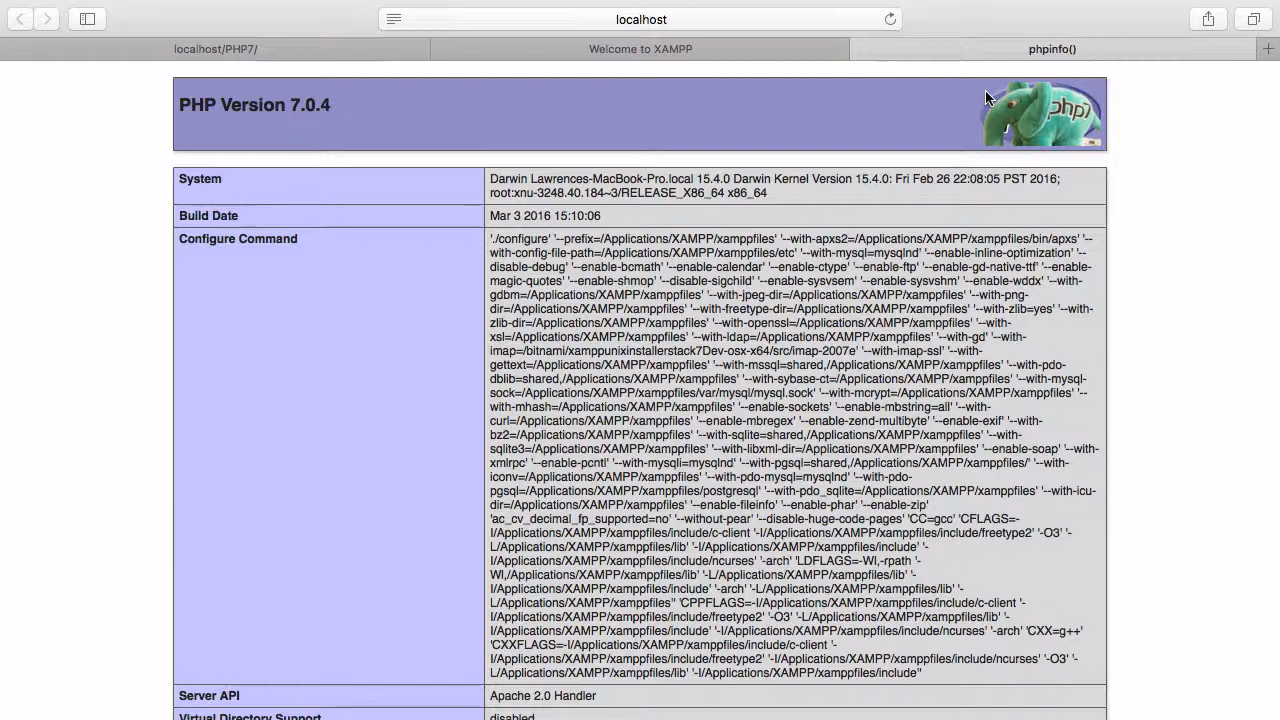 localhost
localhost/PHP7/
Welcome to XAMPP
phpinfo()
PHP Version 7.0.4
php7
System
Darwin Lawrences-MacBook-Pro.local 15.4.0 Darwin Kernel Version 15.4.0: Fri Feb 26 22:08:05 PST 2016;
root:xnu-3248.40.184~3/RELEASE_X86_64 x86_64
Build Date
Mar 3 2016 15:10:06
Configure Command
'./configure' '--prefix=/Applications/XAMPP/xamppfiles' '--with-apxs2=/Applications/XAMPP/xamppfiles/bin/apxs' '--
with-config-file-path=/Applications/XAMPP/xamppfiles/etc' '--with-mysql=mysqlnd' '--enable-inline-optimization' '--
disable-debug' '--enable-bcmath' '--enable-calendar' '--enable-ctype' '--enable-ftp' '--enable-gd-native-ttf' '--enable-
magic-quotes' '--enable-shmop' '--disable-sigchild' '--enable-sysvsem' '--enable-sysvshm' '--enable-wddx' '--with-
gdbm=/Applications/XAMPP/xamppfiles' '--with-jpeg-dir=/Applications/XAMPP/xamppfiles' '--with-png-
dir=/Applications/XAMPP/xamppfiles' '--with-freetype-dir=/Applications/XAMPP/xamppfiles' '--with-zlib=yes' '--with-
zlib-dir=/Applications/XAMPP/xamppfiles' '--with-openssl=/Applications/XAMPP/xamppfiles' '--with-
xsl=/Applications/XAMPP/xamppfiles' '--with-ldap=/Applications/XAMPP/xamppfiles' '--with-gd' '--with-
imap=/bitnami/xamppunixinstallerstack7Dev-osx-x64/src/imap-2007e' '--with-imap-ssl' '--with-
gettext=/Applications/XAMPP/xamppfiles' '--with-mssql=shared,/Applications/XAMPP/xamppfiles' '--with-pdo-
dblib=shared,/Applications/XAMPP/xamppfiles' '--with-sybase-ct=/Applications/XAMPP/xamppfiles' '--with-mysql-
sock=/Applications/XAMPP/xamppfiles/var/mysql/mysql.sock' '--with-mcrypt=/Applications/XAMPP/xamppfiles' '--
with-mhash=/Applications/XAMPP/xamppfiles' '--enable-sockets' '--enable-mbstring=all' '--with-
curl=/Applications/XAMPP/xamppfiles' '--enable-mbregex' '--enable-zend-multibyte' '--enable-exif' '--with-
bz2=/Applications/XAMPP/xamppfiles' '--with-sqlite=shared,/Applications/XAMPP/xamppfiles' '--with-
sqlite3=/Applications/XAMPP/xamppfiles' '--with-libxml-dir=/Applications/XAMPP/xamppfiles' '--enable-soap' '--with-
xmlrpc' '--enable-pcntl' '--with-mysqli=mysqlnd' '--with-pgsql=shared,/Applications/XAMPP/xamppfiles/' '--with-
iconv=/Applications/XAMPP/xamppfiles' '--with-pdo-mysql=mysqlnd' '--with-pdo-
pgsql=/Applications/XAMPP/xamppfiles/postgresql' '--with-pdo_sqlite=/Applications/XAMPP/xamppfiles' '--with-icu-
dir=/Applications/XAMPP/xamppfiles' '--enable-fileinfo' '--enable-phar' '--enable-zip'
'ac_cv_decimal_fp_supported=no' '--without-pear' '--disable-huge-code-pages' 'CC=gcc' 'CFLAGS=-
I/Applications/XAMPP/xamppfiles/include/c-client '-I/Applications/XAMPP/xamppfiles/include/freetype2' '-O3' '-
L/Applications/XAMPP/xamppfiles/lib' '-I/Applications/XAMPP/xamppfiles/include' '-
I/Applications/XAMPP/xamppfiles/include/ncurses' '-arch' 'LDFLAGS=-Wl,-rpath '-
Wl,/Applications/XAMPP/xamppfiles/lib' '-L/Applications/XAMPP/xamppfiles/lib' '-
I/Applications/XAMPP/xamppfiles/include' '-arch' '-L/Applications/XAMPP/xamppfiles/lib' '-
L/Applications/XAMPP/xamppfiles'' 'CPPFLAGS=-I/Applications/XAMPP/xamppfiles/include/c-client '-
I/Applications/XAMPP/xamppfiles/include/freetype2' '-O3' '-L/Applications/XAMPP/xamppfiles/lib' '-
I/Applications/XAMPP/xamppfiles/include' '-I/Applications/XAMPP/xamppfiles/include/ncurses' '-arch' 'CXX=g++'
'CXXFLAGS=-I/Applications/XAMPP/xamppfiles/include/c-client '-
I/Applications/XAMPP/xamppfiles/include/freetype2' '-I/Applications/XAMPP/xamppfiles/include/ncurses' '-O3' '-
L/Applications/XAMPP/xamppfiles/lib' '-I/Applications/XAMPP/xamppfiles/include''
Server API
Apache 2.0 Handler
Virtual Directory Support
disabled